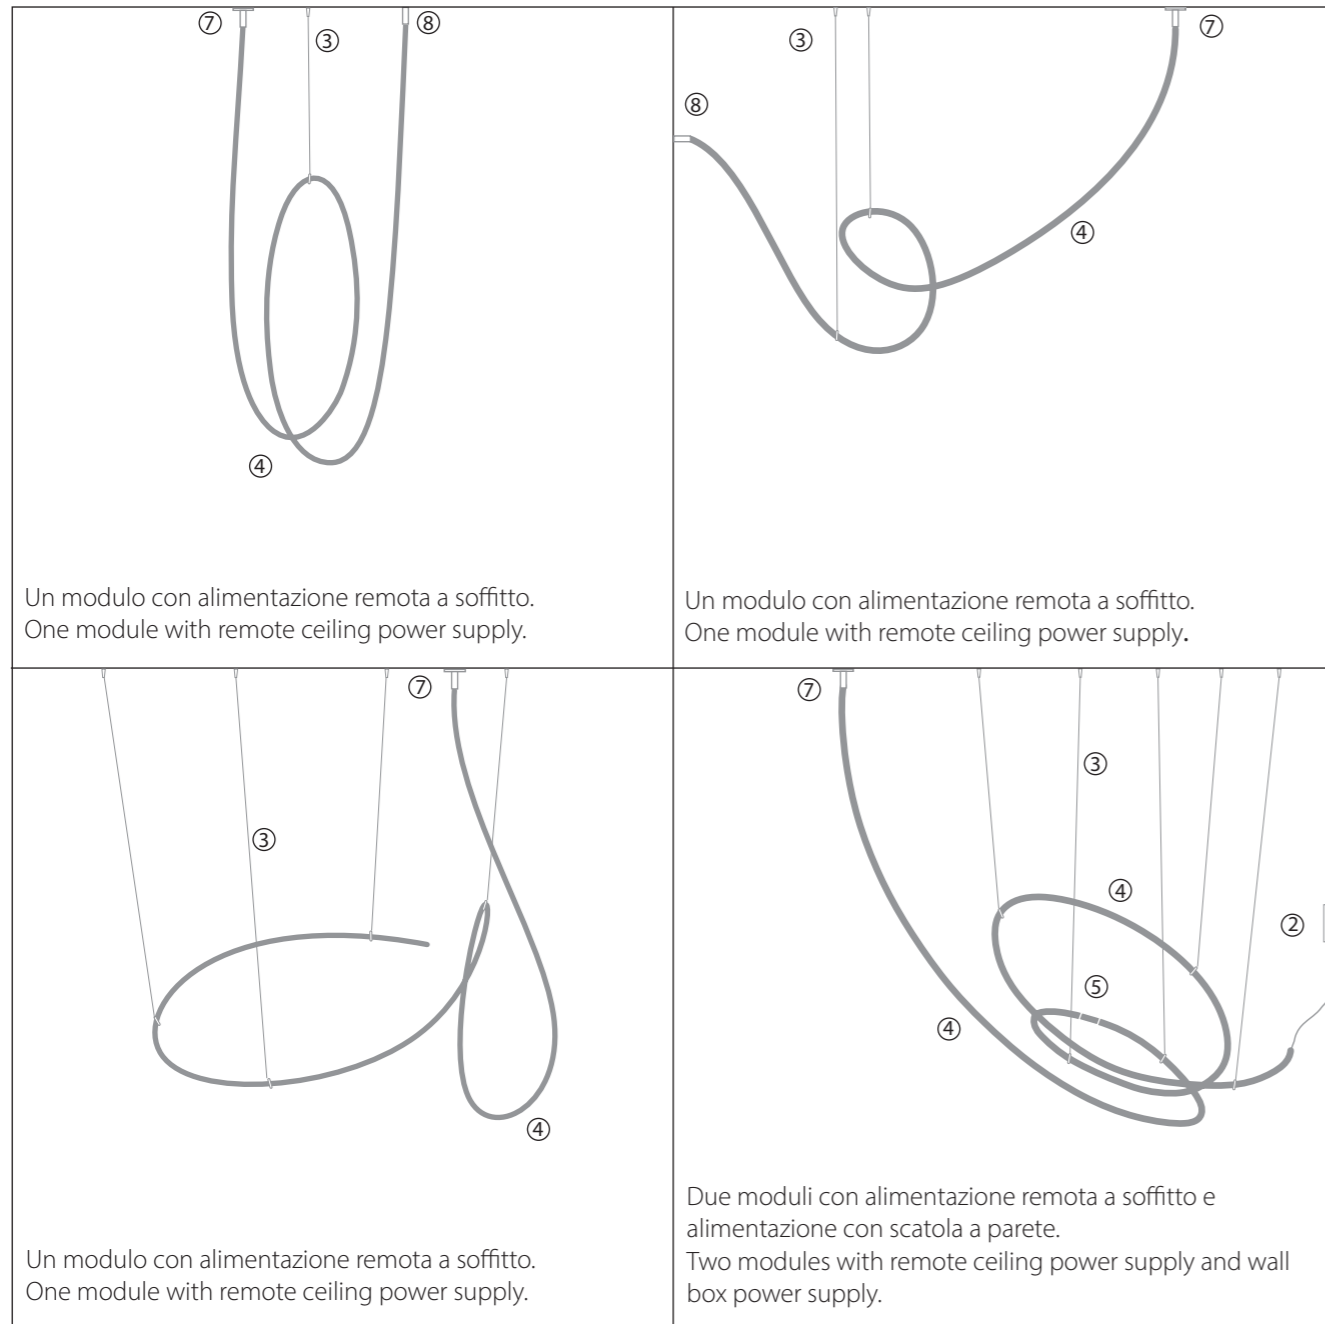 ⑦ ③ ⑧
④
Un modulo con alimentazione remota a soffitto.
One module with remote ceiling power supply.
③ ⑦
⑧
④
Un modulo con alimentazione remota a soffitto.
One module with remote ceiling power supply.
⑦
③
④
Un modulo con alimentazione remota a soffitto.
One module with remote ceiling power supply.
⑦
③
④
②
⑤
④
Due moduli con alimentazione remota a soffitto e
alimentazione con scatola a parete.
Two modules with remote ceiling power supply and wall
box power supply.